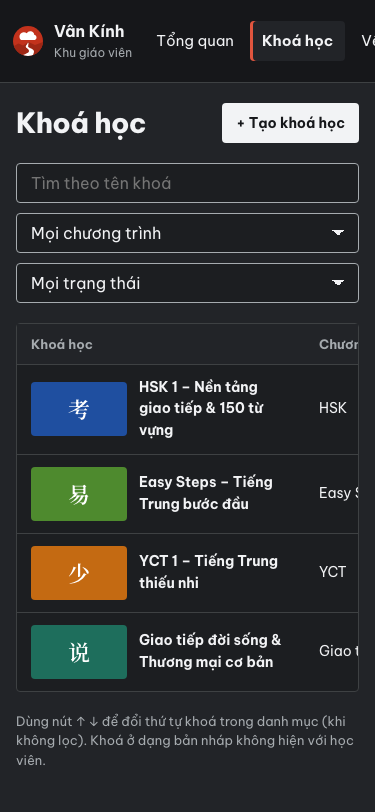 Vân Kính
Khu giáo viên
Tổng quan
Khoá học
+ Tạo khoá học
Khoá học
Tìm theo tên khoá
Mọi chương trình
Mọi trạng thái
Khoá học
考
HSK 1 – Nền tảng
giao tiếp & 150 từ
vựng
HSK
易
Easy Steps – Tiếng
Trung bước đầu
Easy
少
YCT 1 – Tiếng Trung
thiếu nhi
YCT
说
Giao tiếp đời sống &
Thương mại cơ bản
Giao
Dùng nút ↑ ↓ để đổi thứ tự khoá trong danh mục (khi
không lọc). Khoá ở dạng bản nháp không hiện với học
viên.